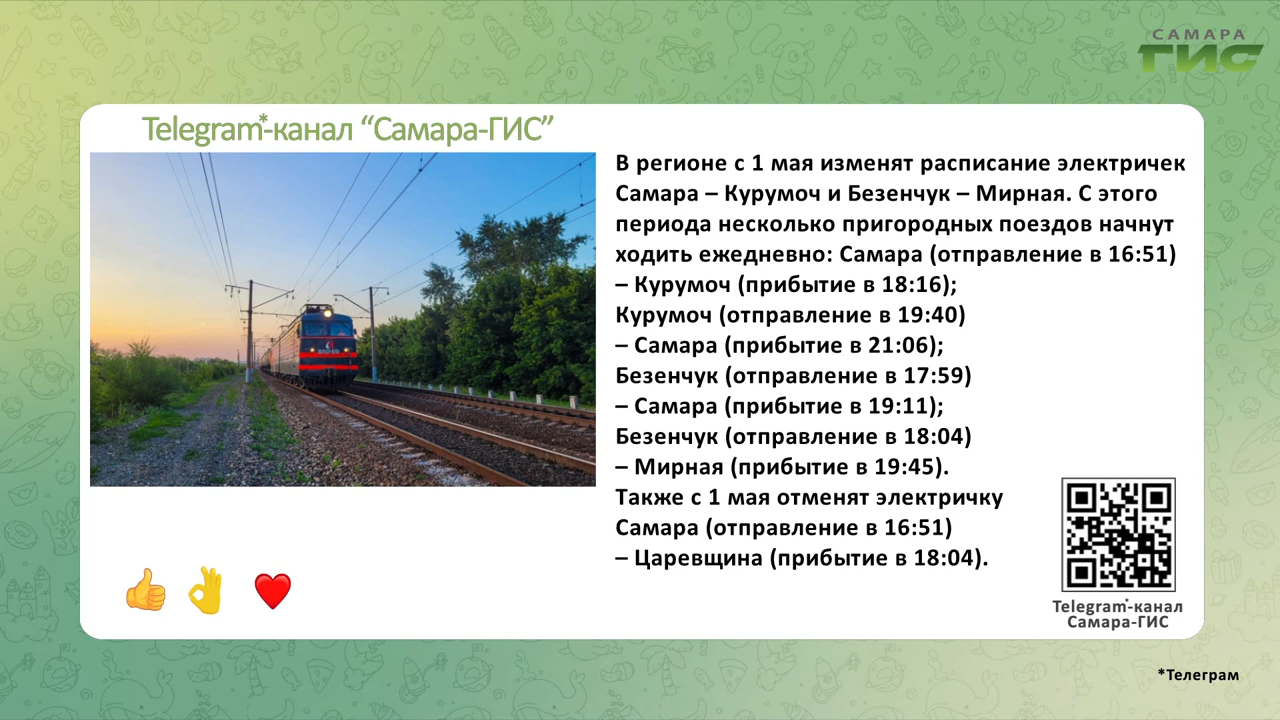 САМАРА
ГИС
Telegram*-канал “Самара-ГИС”
В регионе с 1 мая изменят расписание электричек
Самара – Курумоч и Безенчук – Мирная. С этого
периода несколько пригородных поездов начнут
ходить ежедневно: Самара (отправление в 16:51)
– Курумоч (прибытие в 18:16);
Курумоч (отправление в 19:40)
– Самара (прибытие в 21:06);
Безенчук (отправление в 17:59)
– Самара (прибытие в 19:11);
Безенчук (отправление в 18:04)
– Мирная (прибытие в 19:45).
Также с 1 мая отменят электричку
Самара (отправление в 16:51)
– Царевщина (прибытие в 18:04).
Telegram*-канал
Самара-ГИС
*Телеграм